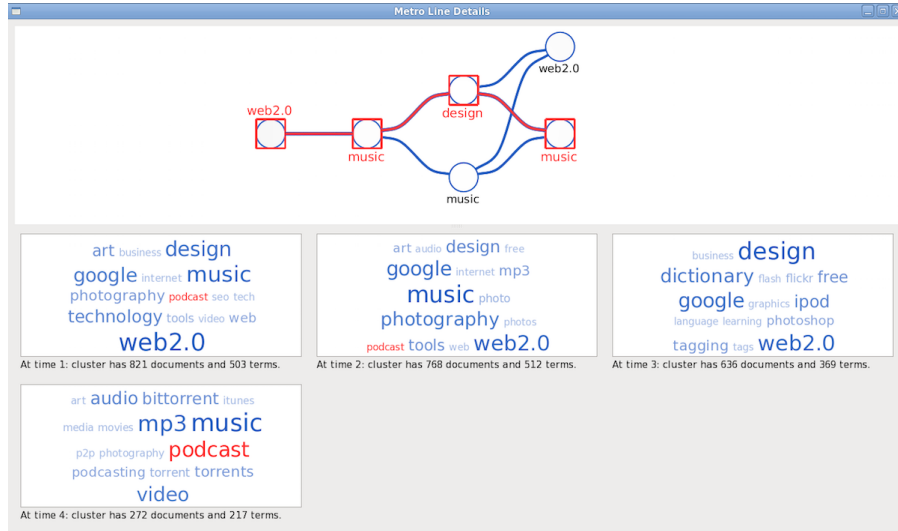 Metro Line Details
web2.0
web2.0
design
music
music
music
art business design
google internet music
photography podcast seo tech
technology tools video web
web2.0
At time 1: cluster has 821 documents and 503 terms.
art audio design free
google internet mp3
music photo
photography photos
podcast tools web web2.0
At time 2: cluster has 768 documents and 512 terms.
business design
dictionary flash flickr free
google graphics ipod
language learning photoshop
tagging tags web2.0
At time 3: cluster has 636 documents and 369 terms.
art audio bittorrent itunes
media movies mp3 music
p2p photography podcast
podcasting torrent torrents
video
At time 4: cluster has 272 documents and 217 terms.